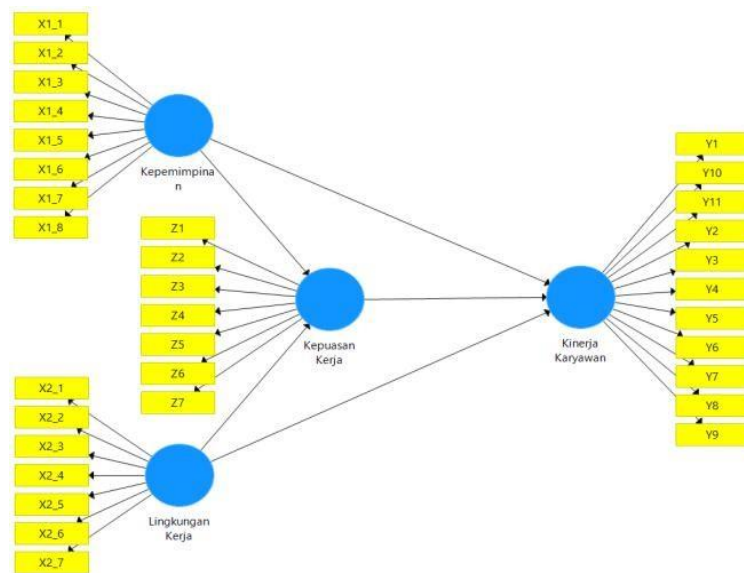 X1_1
X1_2
X1_3
X1_4
X1_5
X1_6
X1_7
X1_8
Kepemimpina
n
Z1
Z2
Z3
Z4
Z5
Z6
Z7
Kepuasan
Kerja
X2_1
X2_2
X2_3
X2_4
X2_5
X2_6
X2_7
Lingkungan
Kerja
Kinerja
Karyawan
Y1
Y10
Y11
Y2
Y3
Y4
Y5
Y6
Y7
Y8
Y9